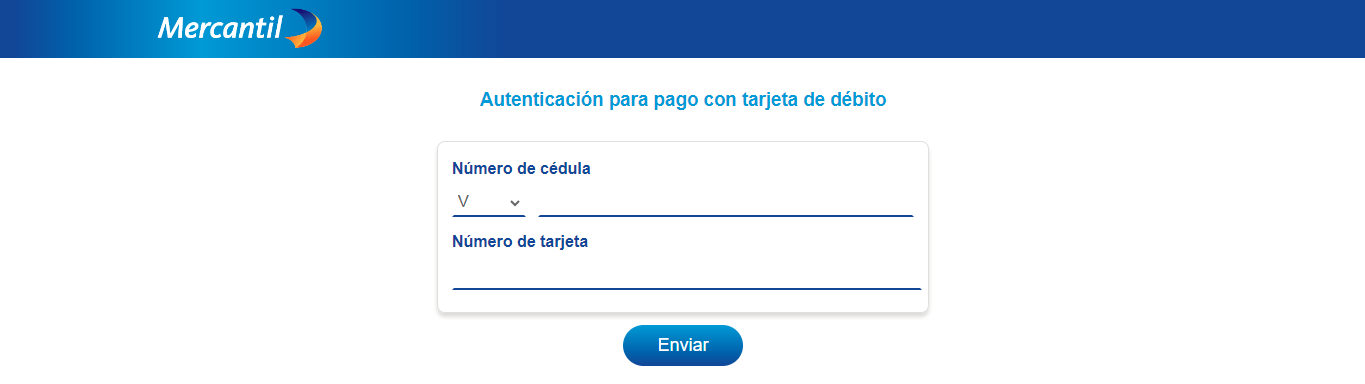 Mercantil
Autenticación para pago con tarjeta de débito
Número de cédula
V
Número de tarjeta
Enviar